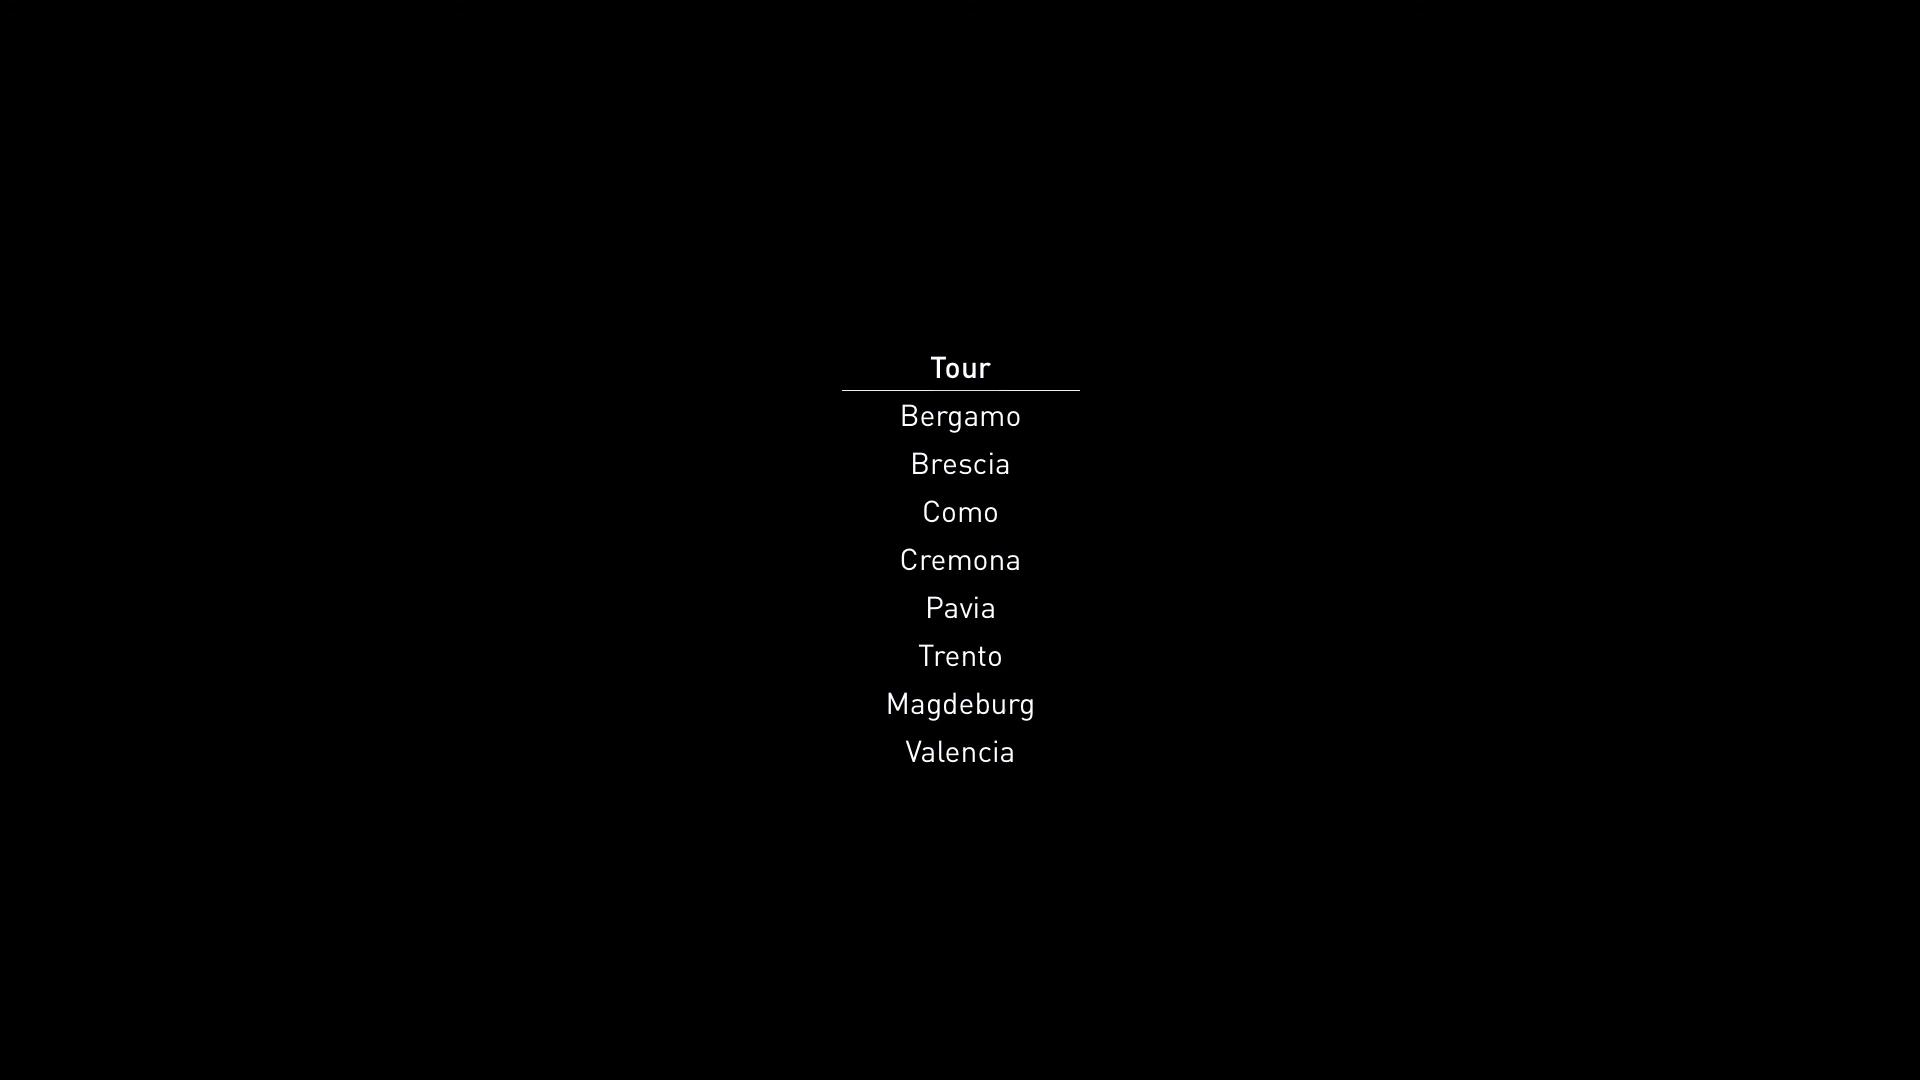 Tour
Bergamo
Brescia
Como
Cremona
Pavia
Trento
Magdeburg
Valencia